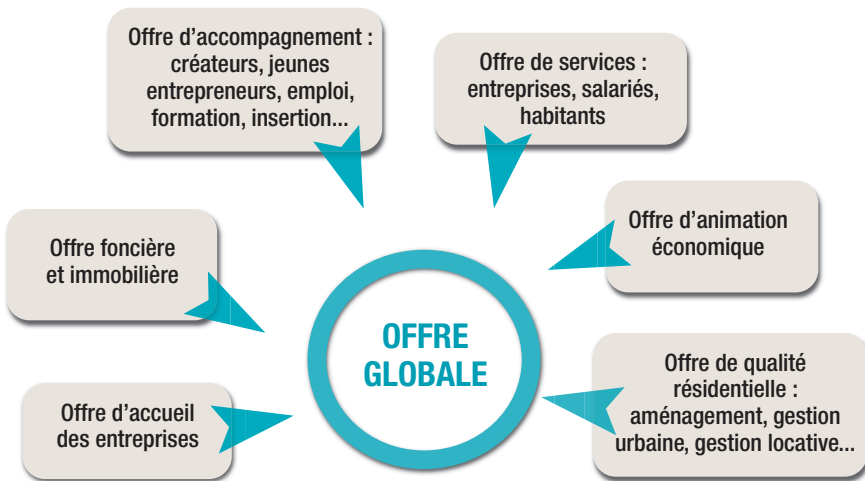 Offre d'accompagnement :
créateurs, jeunes
entrepreneurs, emploi,
formation, insertion...
Offre de services :
entreprises, salariés,
habitants
Offre foncière
et immobilière
Offre d'animation
économique
OFFRE
GLOBALE
Offre d'accueil
des entreprises
Offre de qualité
résidentielle :
aménagement, gestion
urbaine, gestion locative...